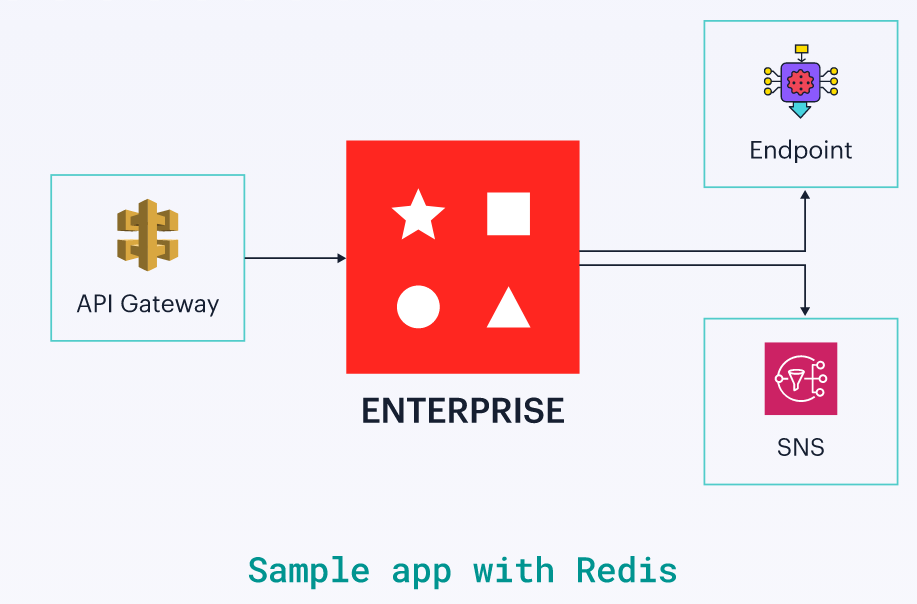 API Gateway
ENTERPRISE
Endpoint
SNS
Sample app with Redis